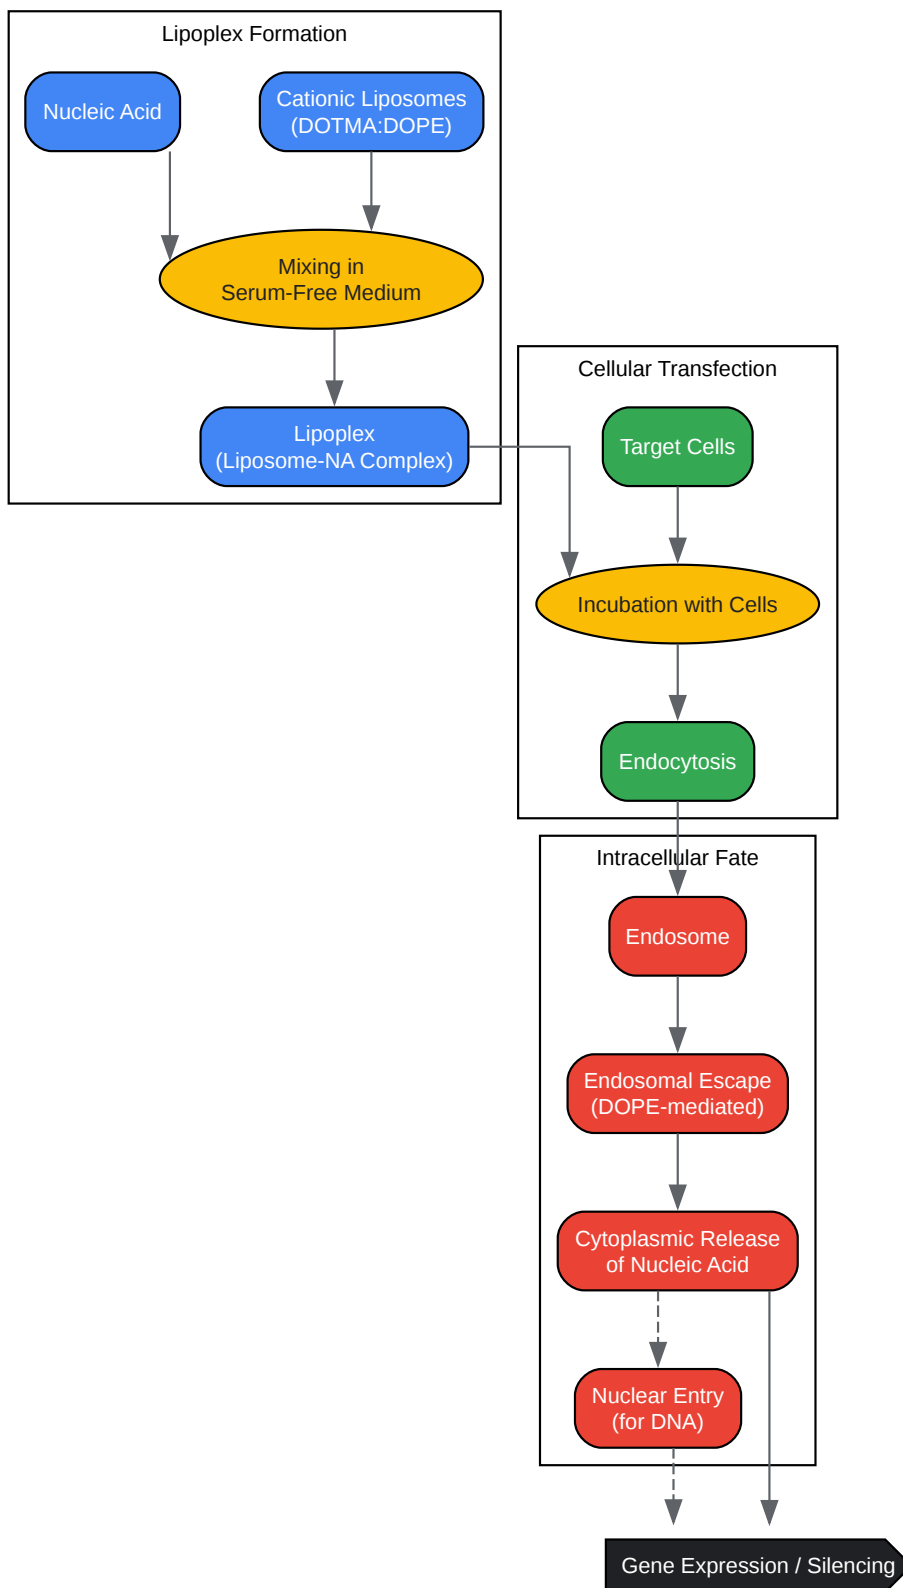 Lipoplex Formation
Nucleic Acid
Cationic Liposomes
(DOTMA:DOPE)
Mixing in
Serum-Free Medium
Lipoplex
(Liposome-NA Complex)
Cellular Transfection
Target Cells
Incubation with Cells
Endocytosis
Intracellular Fate
Endosome
Endosomal Escape
(DOPE-mediated)
Cytoplasmic Release
of Nucleic Acid
Nuclear Entry
(for DNA)
Gene Expression / Silencing